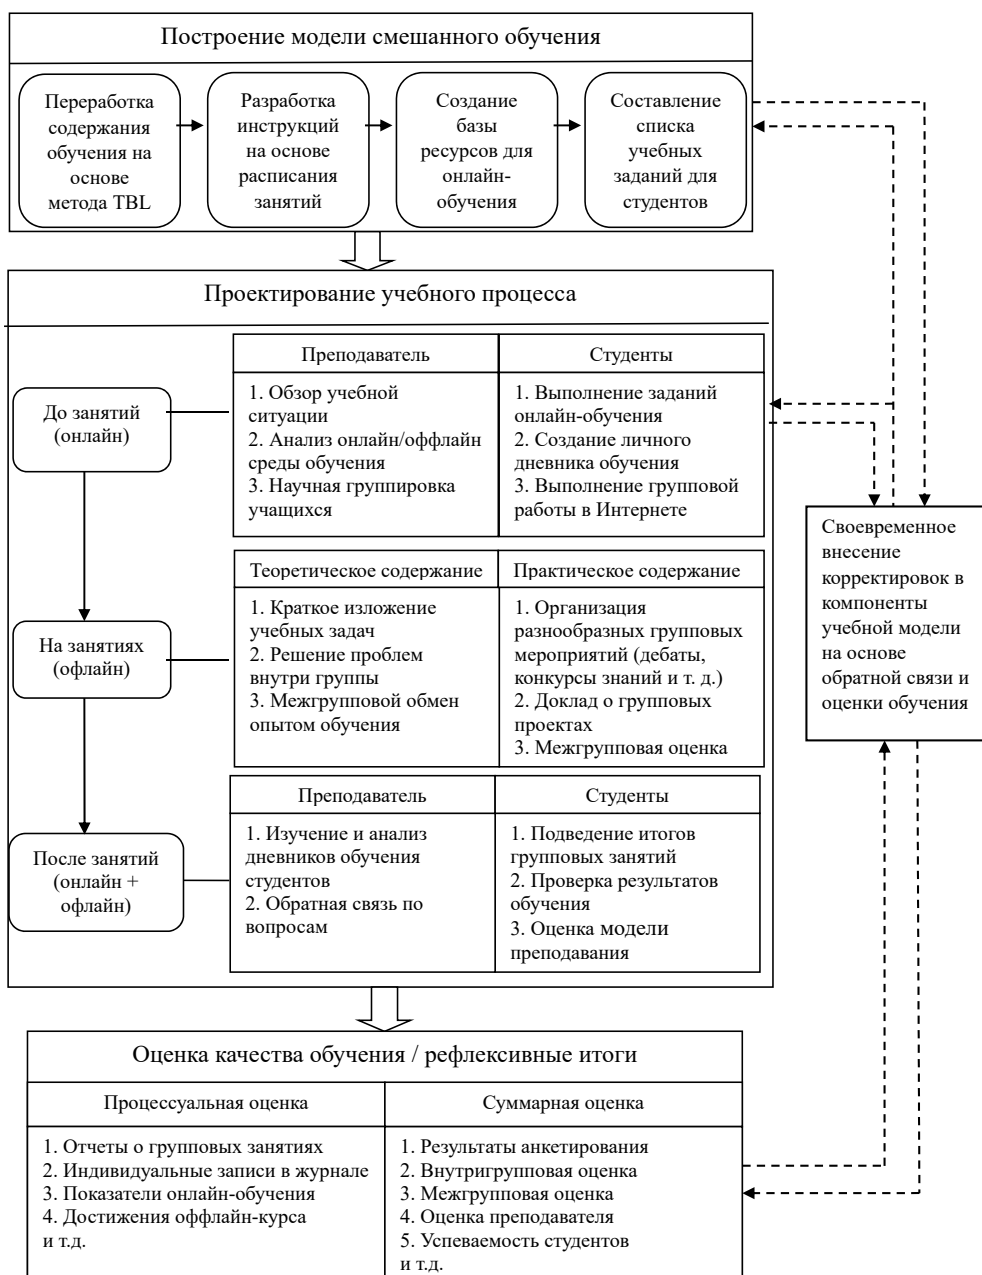 Построение модели смешанного обучения
Переработка
содержания
обучения на
основе
метода TBL
Разработка
инструкций
на основе
расписания
занятий
Создание
базы
ресурсов для
онлайн-
обучения
Составление
списка
учебных
заданий для
студентов
Проектирование учебного процесса
До занятий
(онлайн)
Преподаватель
1. Обзор учебной
ситуации
2. Анализ онлайн/оффлайн
среды обучения
3. Научная группировка
учащихся
Студенты
1. Выполнение заданий
онлайн-обучения
2. Создание личного
дневника обучения
3. Выполнение групповой
работы в Интернете
На занятиях
(офлайн)
Теоретическое содержание
1. Краткое изложение
учебных задач
2. Решение проблем
внутри группы
3. Межгрупповой обмен
опытом обучения
Практическое содержание
1. Организация
разнообразных групповых
мероприятий (дебаты,
конкурсы знаний и т. д.)
2. Доклад о групповых
проектах
3. Межгрупповая оценка
После занятий
(онлайн +
офлайн)
Преподаватель
1. Изучение и анализ
дневников обучения
студентов
2. Обратная связь по
вопросам
Студенты
1. Подведение итогов
групповых занятий
2. Проверка результатов
обучения
3. Оценка модели
преподавания
Своевременное
внесение
корректировок в
компоненты
учебной модели
на основе
обратной связи и
оценки обучения
Оценка качества обучения / рефлексивные итоги
Процессуальная оценка
1. Отчеты о групповых занятиях
2. Индивидуальные записи в журнале
3. Показатели онлайн-обучения
4. Достижения оффлайн-курса
и т.д.
Суммарная оценка
1. Результаты анкетирования
2. Внутригрупповая оценка
3. Межгрупповая оценка
4. Оценка преподавателя
5. Успеваемость студентов
и т.д.